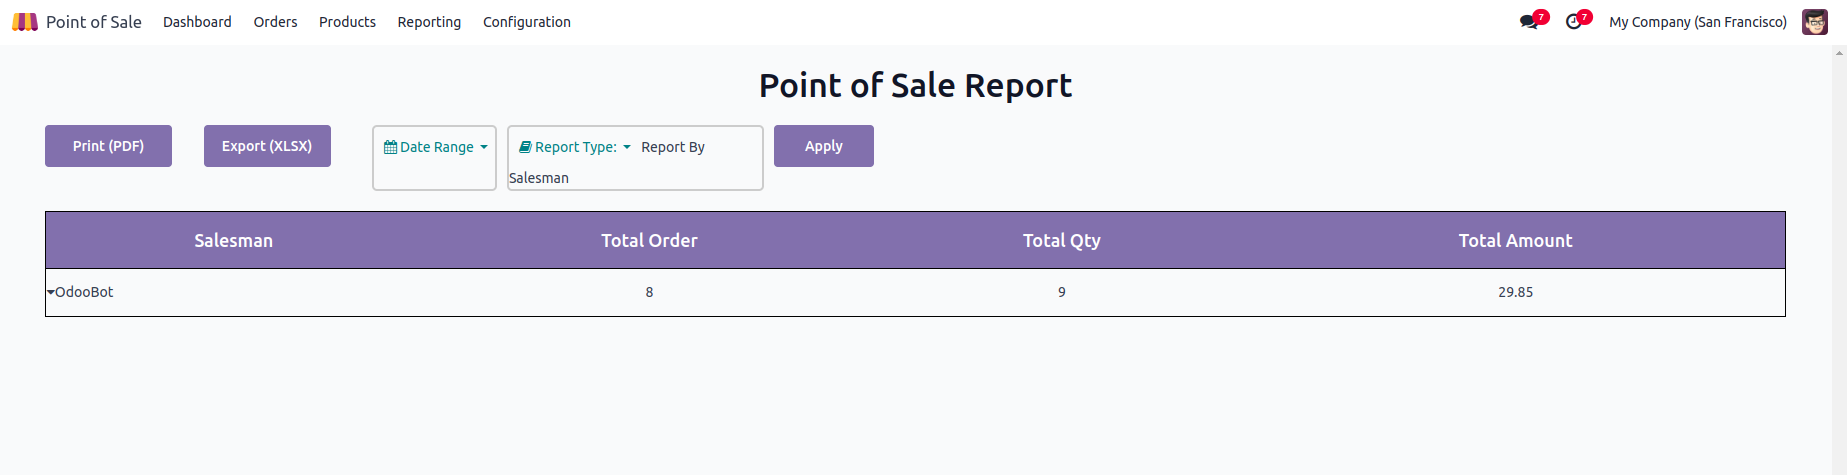 Point of Sale Dashboard Orders Products Reporting Configuration 7 7 My Company (San Francisco)
Point of Sale Report
Print (PDF) Export (XLSX) Date Range Report Type: Report By Apply
Salesman
Salesman Total Order Total Qty Total Amount
OdooBot 8 9 29.85